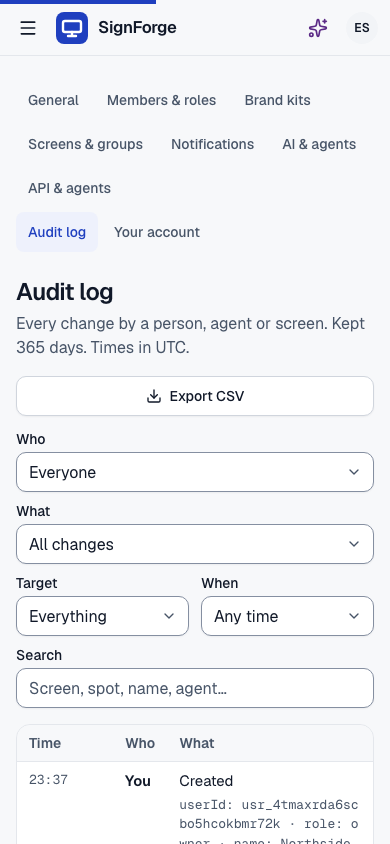 SignForge
ES
General Members & roles Brand kits
Screens & groups Notifications AI & agents
API & agents
Audit log Your account
Audit log
Every change by a person, agent or screen. Kept
365 days. Times in UTC.
Export CSV
Who
Everyone
What
All changes
Target When
Everything Any time
Search
Screen, spot, name, agent…
Time Who What
23:37 You Created
userId: usr_4tmaxrda6sc
bo5hcokbmr72k · role: o
wner · name: Northside